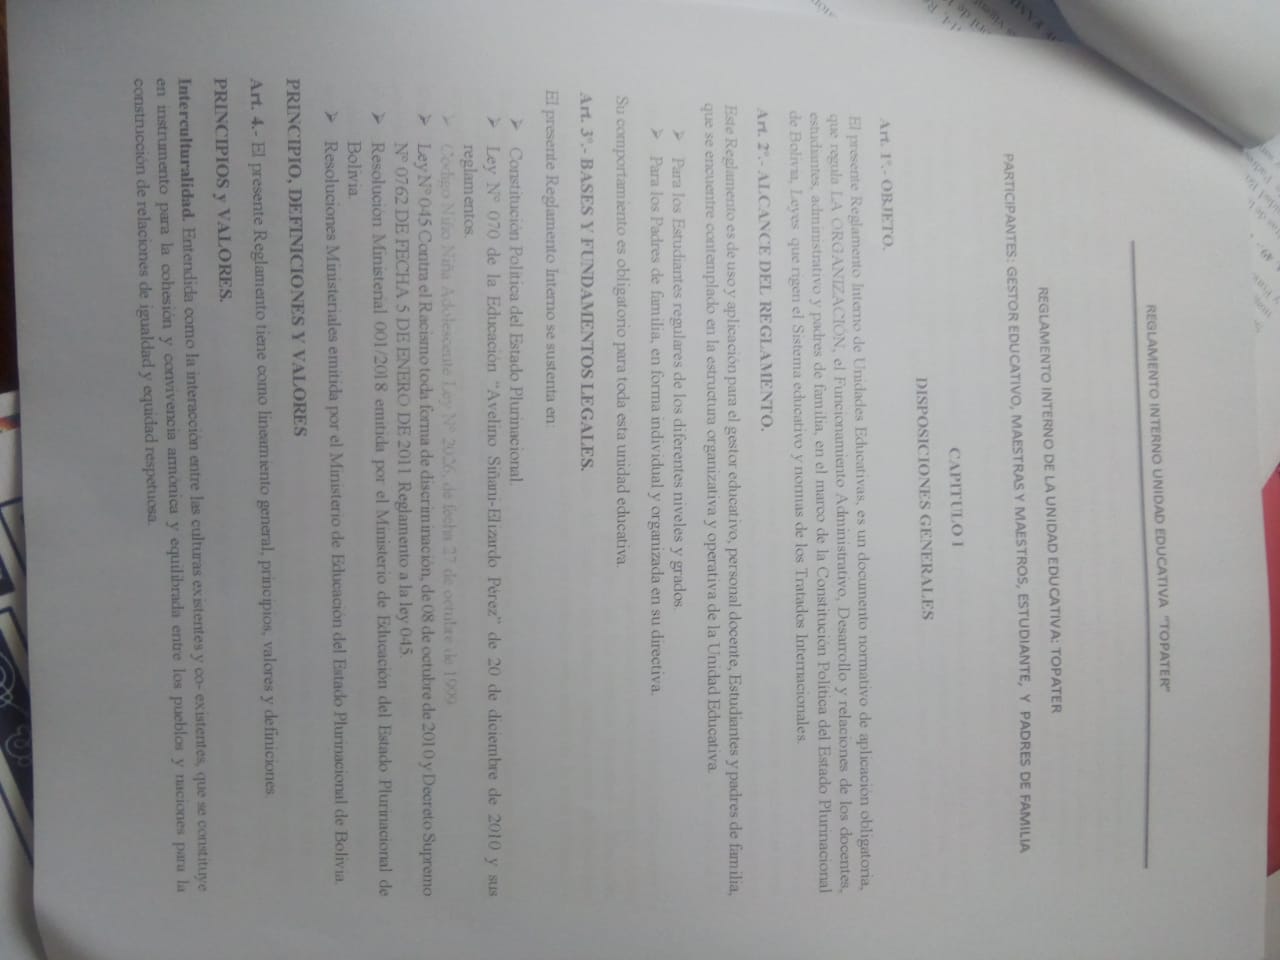 REGLAMENTO INTERNO UNIDAD EDUCATIVA "TOPATER"
REGLAMENTO INTERNO DE LA UNIDAD EDUCATIVA: TOPATER
PARTICIPANTES: GESTOR EDUCATIVO, MAESTRAS Y MAESTROS, ESTUDIANTE, Y PADRES DE FAMILIA
CAPITULO I
DISPOSICIONES GENERALES
Art. 1º.- OBJETO.
El presente Reglamento Interno de Unidades Educativas, es un documento normativo de aplicación obligatoria,
que regula LA ORGANIZACIÓN, el Funcionamiento Administrativo, Desarrollo y relaciones de los docentes,
estudiantes, administrativo y padres de familia, en el marco de la Constitución Política del Estado Plurinacional
de Bolivia, Leyes que rigen el Sistema educativo y normas de los Tratados Internacionales.
Art. 2º.- ALCANCE DEL REGLAMENTO.
Este Reglamento es de uso y aplicación para el gestor educativo, personal docente, Estudiantes y padres de familia,
que se encuentre contemplado en la estructura organizativa y operativa de la Unidad Educativa.
➢ Para los Estudiantes regulares de los diferentes niveles y grados.
➢ Para los Padres de familia, en forma individual y organizada en su directiva.
Su comportamiento es obligatorio para toda esta unidad educativa.
Art. 3º.- BASES Y FUNDAMENTOS LEGALES.
El presente Reglamento Interno se sustenta en:
➢ Constitución Política del Estado Plurinacional.
➢ Ley Nº 070 de la Educación "Avelino Siñani-Elizardo Pérez" de 20 de diciembre de 2010 y sus
reglamentos.
➢ Código Niño Niña Adolescente Ley Nº 2026, de fecha 27 de octubre de 1999
➢ Ley Nº 045 Contra el Racismo toda forma de discriminación, de 08 de octubre de 2010 y Decreto Supremo
Nº 0762 DE FECHA 5 DE ENERO DE 2011 Reglamento a la ley 045.
➢ Resolución Ministerial 001/2018 emitida por el Ministerio de Educación del Estado Plurinacional de
Bolivia.
➢ Resoluciones Ministeriales emitida por el Ministerio de Educación del Estado Plurinacional de Bolivia.
PRINCIPIO, DEFINICIONES Y VALORES
Art. 4.- El presente Reglamento tiene como lineamiento general, principios, valores y definiciones.
PRINCIPIOS y VALORES.
Interculturalidad. Entendida como la interacción entre las culturas existentes y co- existentes, que se constituye
en instrumento para la cohesión y convivencia armónica y equilibrada entre los pueblos y naciones para la
construcción de relaciones de igualdad y equidad respetuosa.